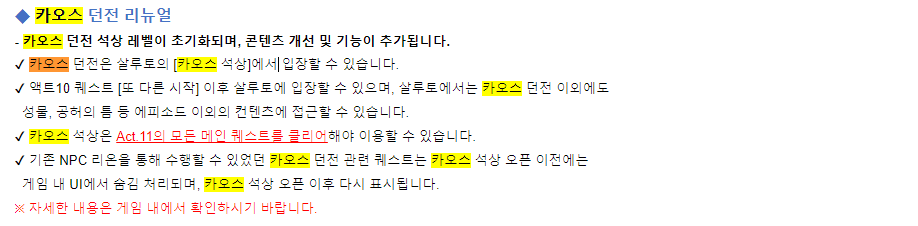 ◆ 카오스 던전 리뉴얼
- 카오스 던전 석상 레벨이 초기화되며, 콘텐츠 개선 및 기능이 추가됩니다.
✓ 카오스 던전은 살루토의 [카오스 석상]에서 입장할 수 있습니다.
✓ 액트10 퀘스트 [또 다른 시작] 이후 살루토에 입장할 수 있으며, 살루토에서는 카오스 던전 이외에도
성물, 공허의 틈 등 에피소드 이외의 컨텐츠에 접근할 수 있습니다.
✓ 카오스 석상은 Act.11의 모든 메인 퀘스트를 클리어해야 이용할 수 있습니다.
✓ 기존 NPC 리온을 통해 수행할 수 있었던 카오스 던전 관련 퀘스트는 카오스 석상 오픈 이전에는
게임 내 UI에서 숨김 처리되며, 카오스 석상 오픈 이후 다시 표시됩니다.
※ 자세한 내용은 게임 내에서 확인하시기 바랍니다.